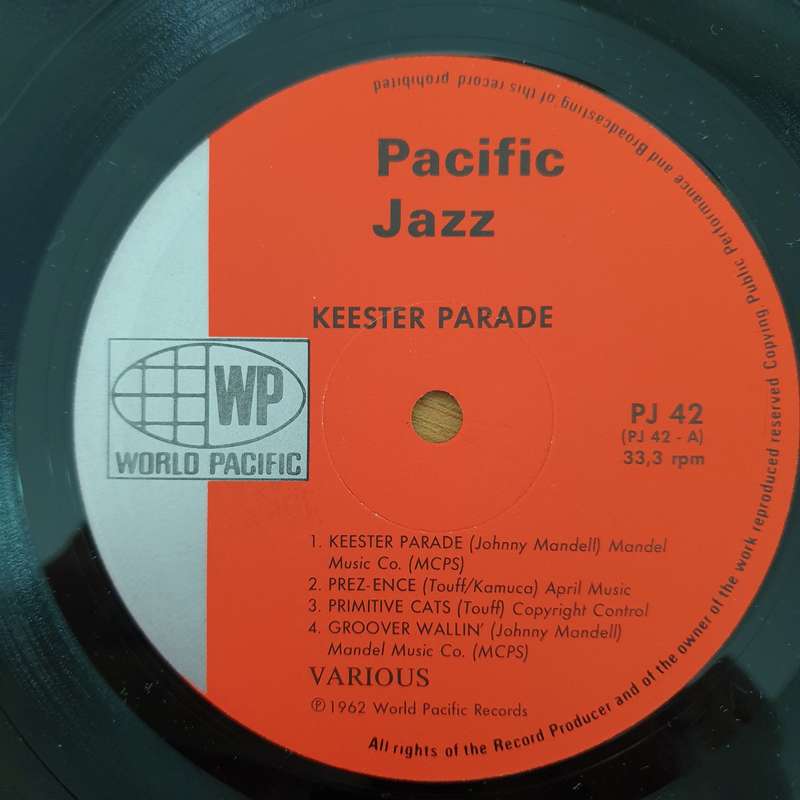 Pacific
Jazz
KEESTER PARADE
WP
WORLD PACIFIC
PJ 42
(PJ 42 - A)
33,3 rpm
1. KEESTER PARADE (Johnny Mandell) Mandel
Music Co. (MCPS)
2. PREZ-ENCE (Touff/Kamuca) April Music
3. PRIMITIVE CATS (Touff) Copyright Control
4. GROOVER WALLIN' (Johnny Mandell)
Mandel Music Co. (MCPS)
VARIOUS
℗ 1962 World Pacific Records
All rights of the Record Producer and of the owner of the work reproduced reserved Copying, Public Performance and Broadcasting of this record prohibited